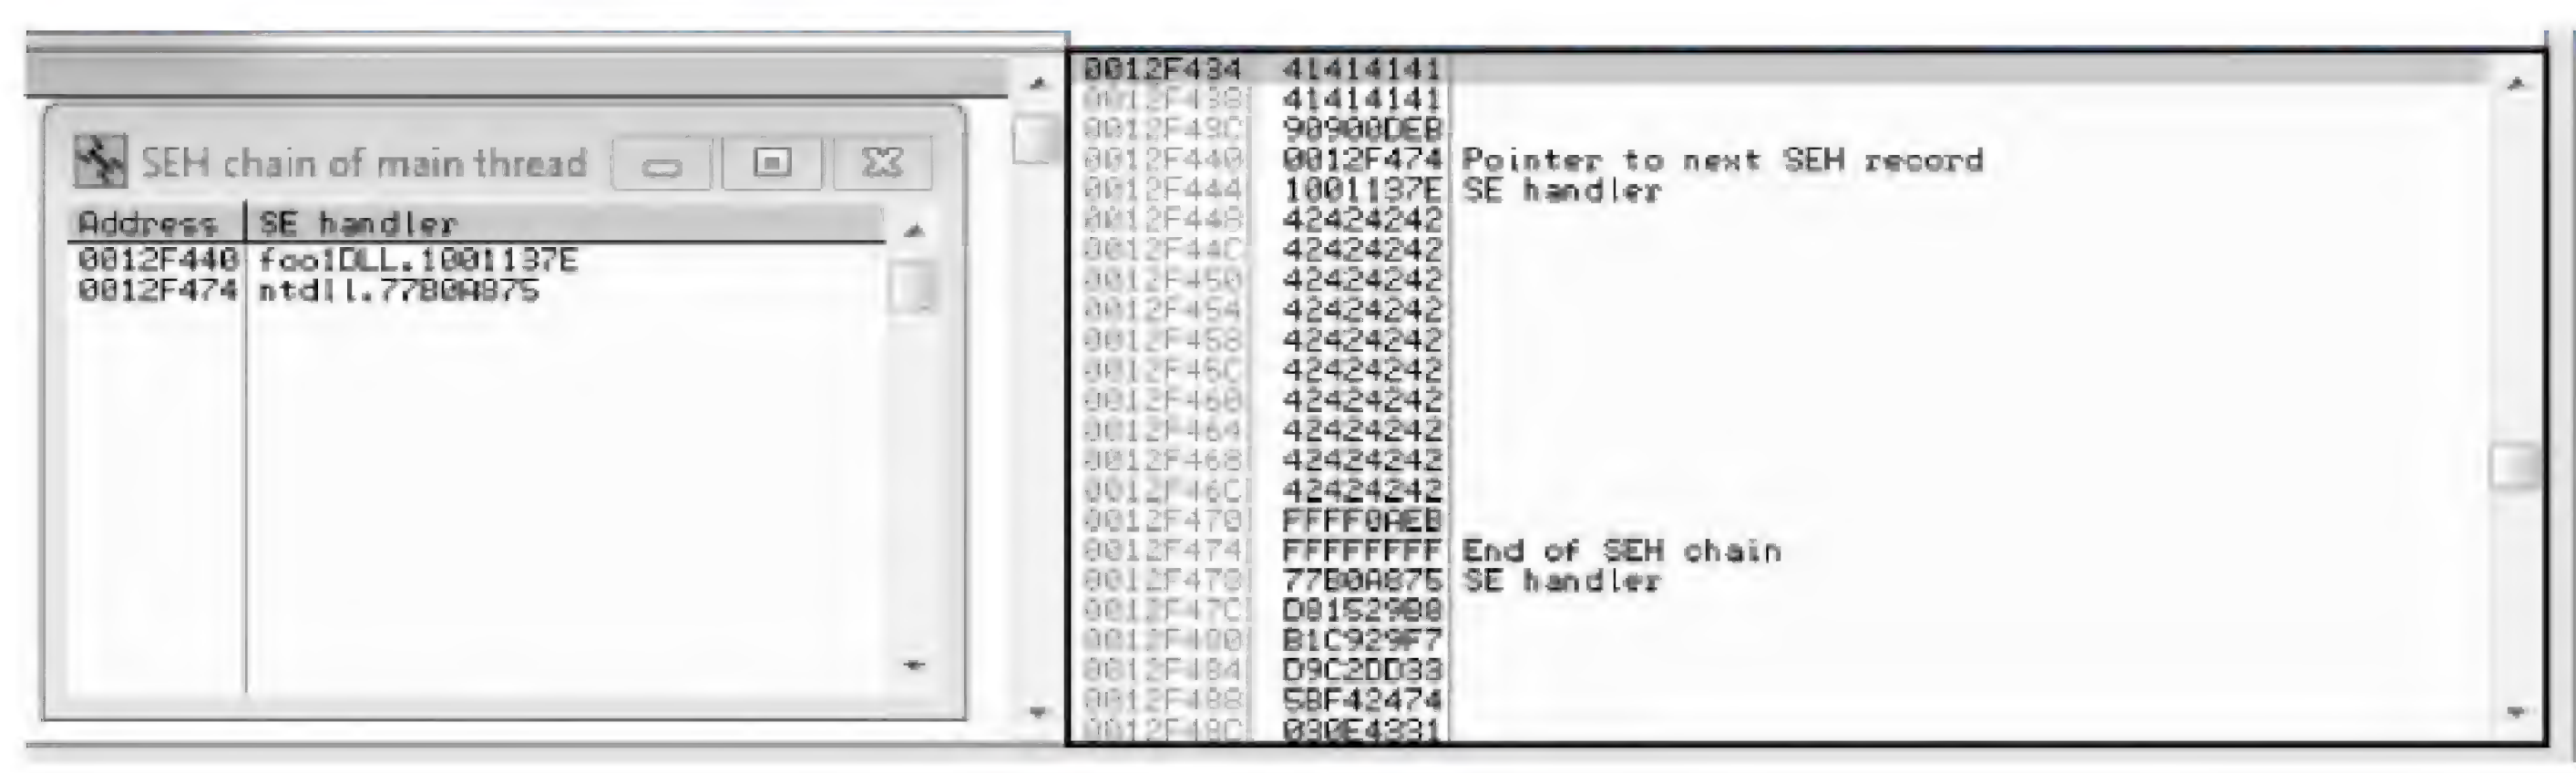 SEH chain of main thread
Address SE handler
0012F440 foo1DLL.1001137E
0012F474 ntdll.77B0A875
0012F434 41414141
0012F438 41414141
0012F43C 90900DEB
0012F440 0012F474 Pointer to next SEH record
0012F444 1001137E SE handler
0012F448 42424242
0012F44C 42424242
0012F450 42424242
0012F454 42424242
0012F458 42424242
0012F45C 42424242
0012F460 42424242
0012F464 42424242
0012F468 42424242
0012F46C 42424242
0012F470 FFFF0AEB
0012F474 FFFFFFFF End of SEH chain
0012F478 77B0A875 SE handler
0012F47C
0012F480 B1C929F7
0012F484 D9C2DD33
0012F488 5BF42474
0012F48C 030E4331